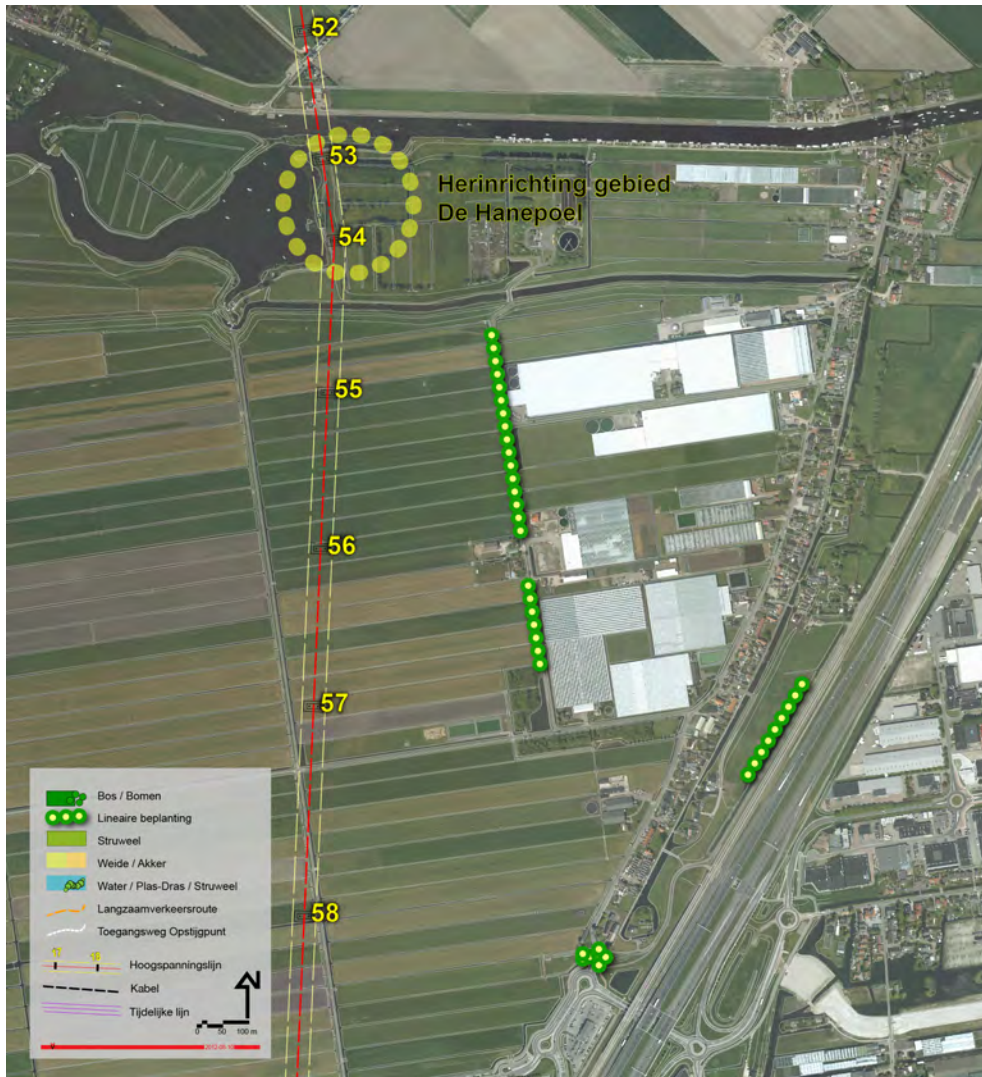 52
53
Herinrichting gebied
De Hanepoel
54
55
56
57
58
Bos / Bomen
Lineaire beplanting
Struweel
Weide / Akker
Water / Plas-Dras / Struweel
Langzaamverkeersroute
Toegangsweg Opstijgpunt
Hoogspanningslijn
Kabel
Tijdelijke lijn
N
0 50 100 m